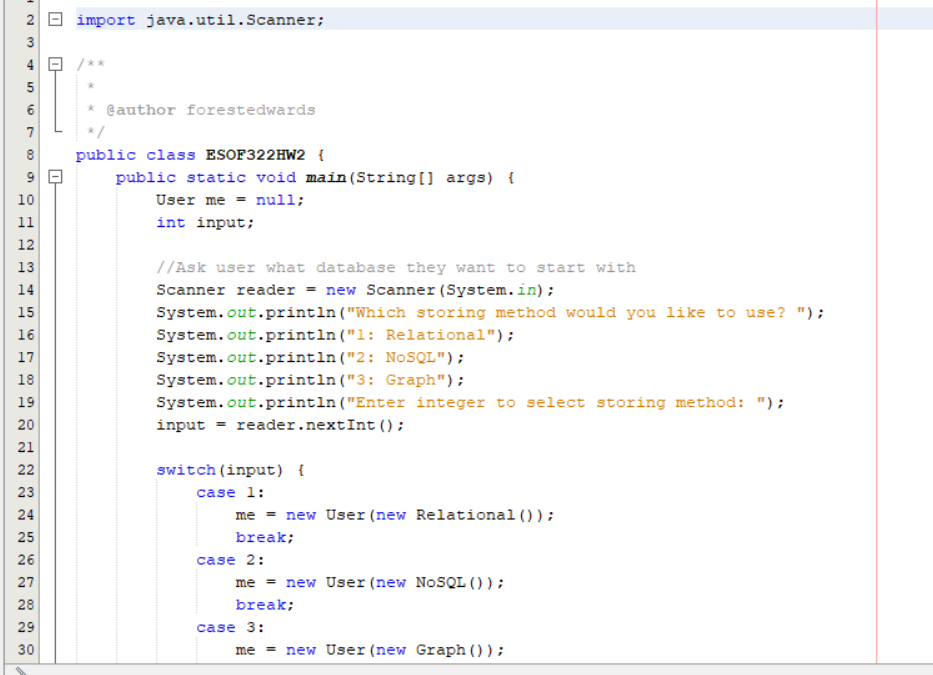 2 import java.util.Scanner;
3
4 /**
5 *
6 * @author forestedwards
7 */
8 public class ESOF322HW2 {
9 public static void main(String[] args) {
10 User me = null;
11 int input;
12
13 //Ask user what database they want to start with
14 Scanner reader = new Scanner(System.in);
15 System.out.println("Which storing method would you like to use? ");
16 System.out.println("1: Relational");
17 System.out.println("2: NoSQL");
18 System.out.println("3: Graph");
19 System.out.println("Enter integer to select storing method: ");
20 input = reader.nextInt();
21
22 switch(input) {
23 case 1:
24 me = new User(new Relational());
25 break;
26 case 2:
27 me = new User(new NoSQL());
28 break;
29 case 3:
30 me = new User(new Graph());